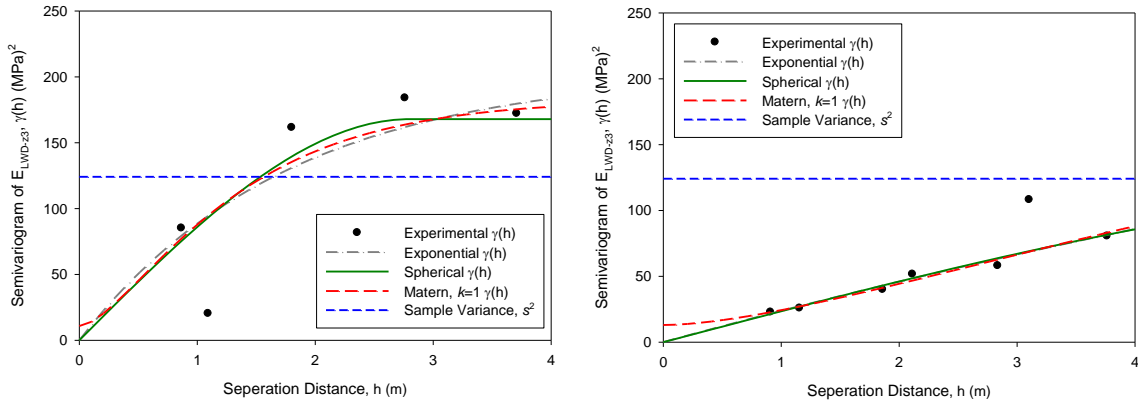 Semivariogram of E_LWD-z3, γ(h) (MPa)²
250
200
150
100
50
0
Experimental γ(h)
Exponential γ(h)
Spherical γ(h)
Matern, k=1 γ(h)
Sample Variance, s²
0 1 2 3 4
Seperation Distance, h (m)
Semivariogram of E_LWD-z3, γ(h) (MPa)²
250
200
150
100
50
0
Experimental γ(h)
Exponential γ(h)
Spherical γ(h)
Matern, k=1 γ(h)
Sample Variance, s²
0 1 2 3 4
Seperation Distance, h (m)